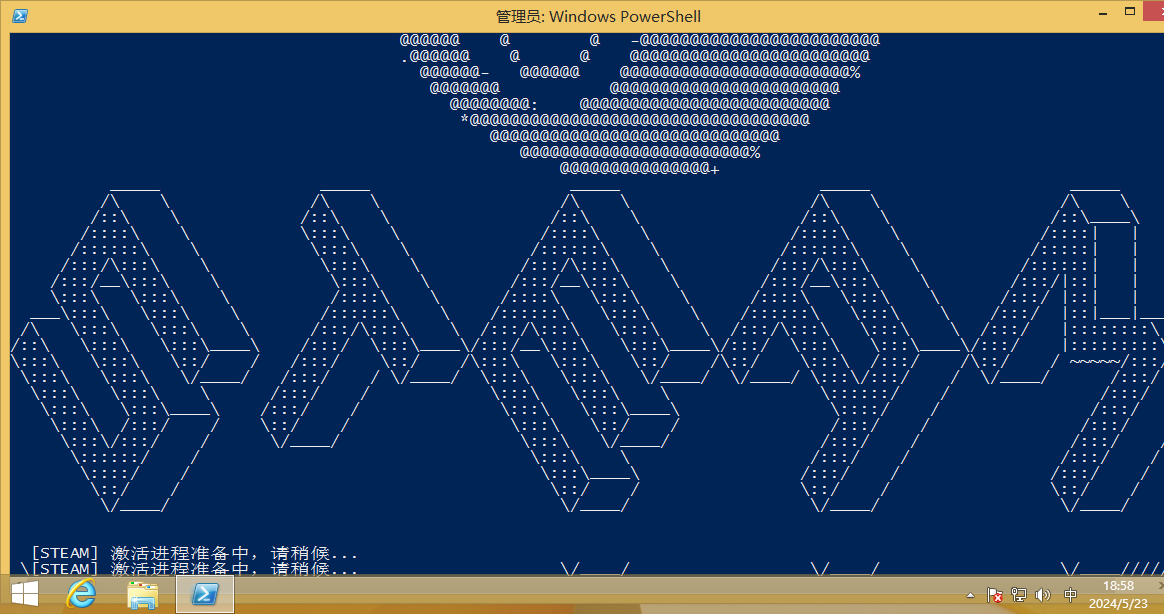 管理员: Windows PowerShell
[STEAM] 激活进程准备中, 请稍候...
\[STEAM] 激活进程准备中, 请稍候...
中
18:58
2024/5/23